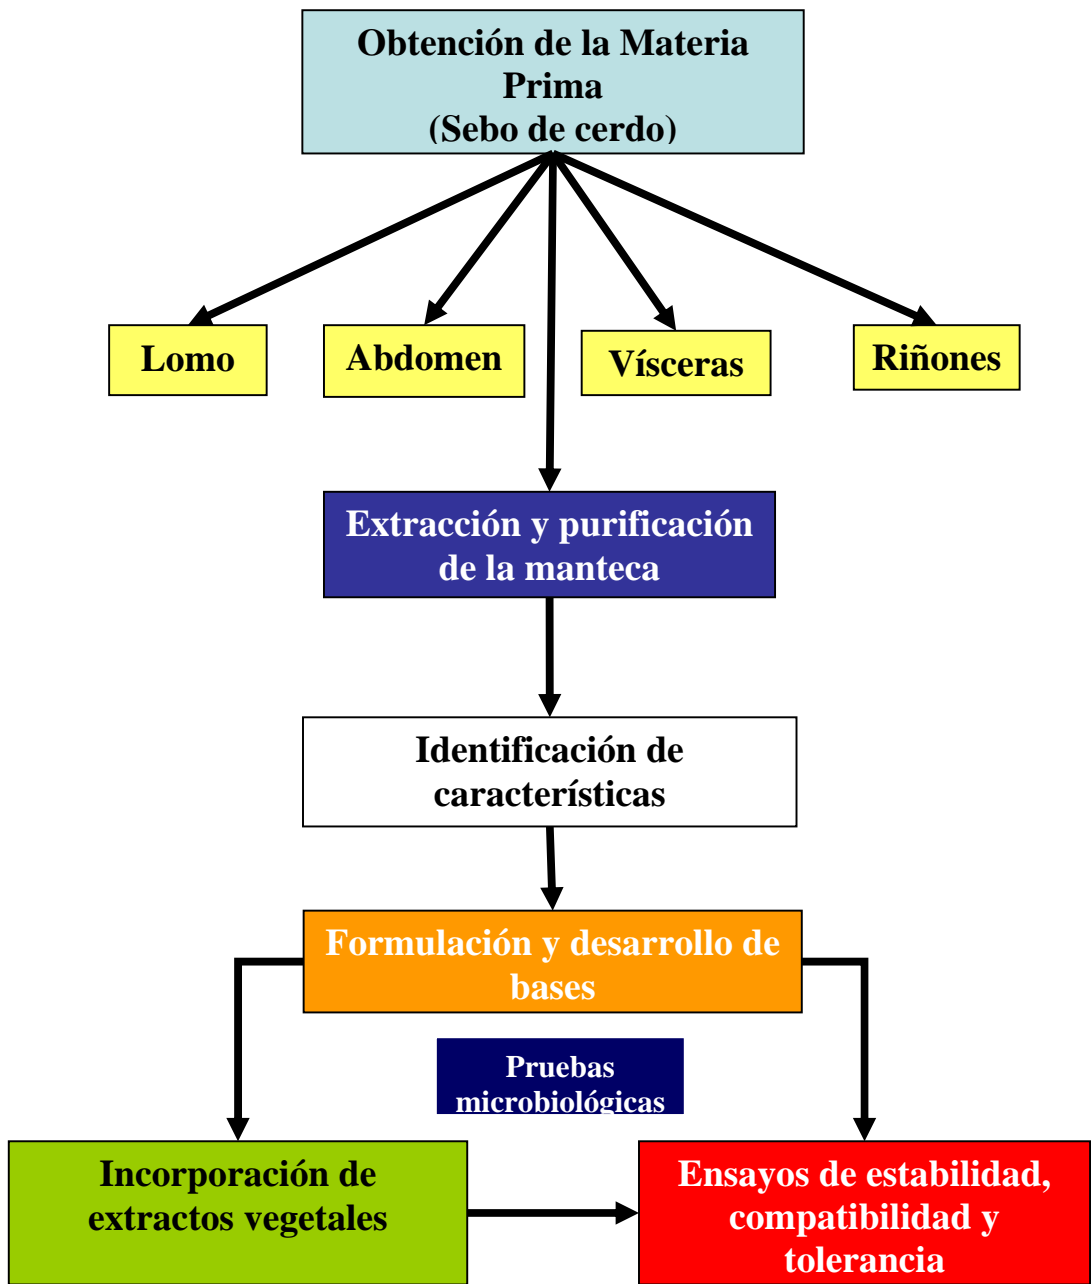 Obtención de la Materia
Prima
(Sebo de cerdo)
Lomo
Abdomen
Vísceras
Riñones
Extracción y purificación
de la manteca
Identificación de
características
Formulación y desarrollo de
bases
Pruebas
microbiológicas
Incorporación de
extractos vegetales
Ensayos de estabilidad,
compatibilidad y
tolerancia